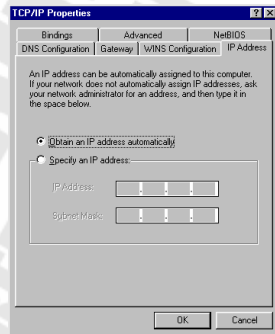 TCP/IP Properties
Bindings Advanced NetBIOS
DNS Configuration Gateway WINS Configuration IP Address
An IP address can be automatically assigned to this computer.
If your network does not automatically assign IP addresses, ask
your network administrator for an address, and then type it in
the space below.
Obtain an IP address automatically
Specify an IP address:
IP Address:
Subnet Mask:
OK Cancel